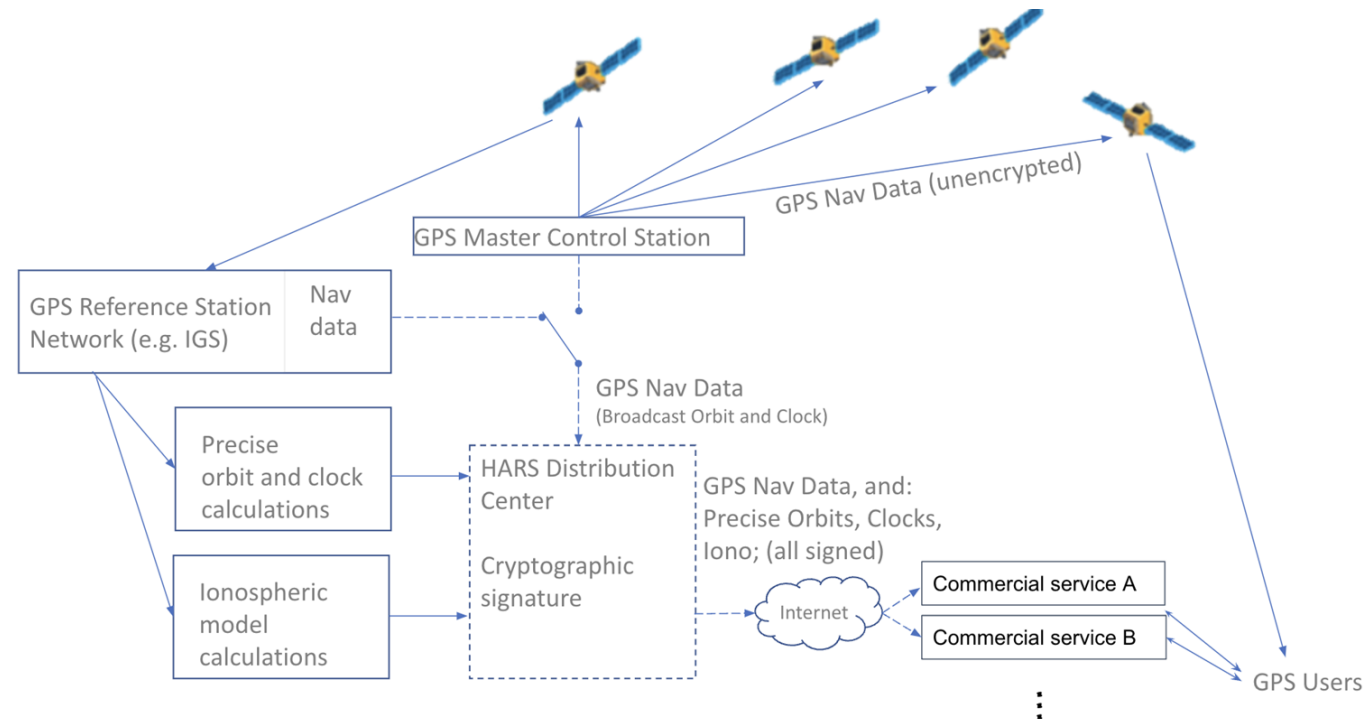 GPS Nav Data (unencrypted)
GPS Master Control Station
GPS Reference Station
Network (e.g. IGS)
Nav
data
GPS Nav Data
(Broadcast Orbit and Clock)
Precise
orbit and clock
calculations
HARS Distribution
Center
Cryptographic
signature
GPS Nav Data, and:
Precise Orbits, Clocks,
Iono; (all signed)
Ionospheric
model
calculations
Internet
Commercial service A
Commercial service B
GPS Users